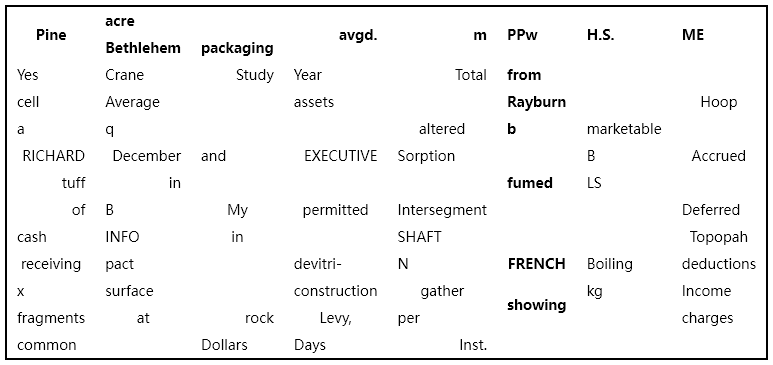 acre
Pine avgd. m PPw H.S. ME
Bethlehem packaging
Yes Crane Study Year Total from
cell Average assets Rayburn Hoop
a q altered b marketable
RICHARD December and EXECUTIVE Sorption B Accrued
tuff in fumed LS
of B My permitted Intersegment Deferred
cash INFO in SHAFT Topopah
receiving pact devitri- N FRENCH Boiling deductions
x surface construction gather kg Income
showing
fragments at rock Levy, per charges
common Dollars Days Inst.